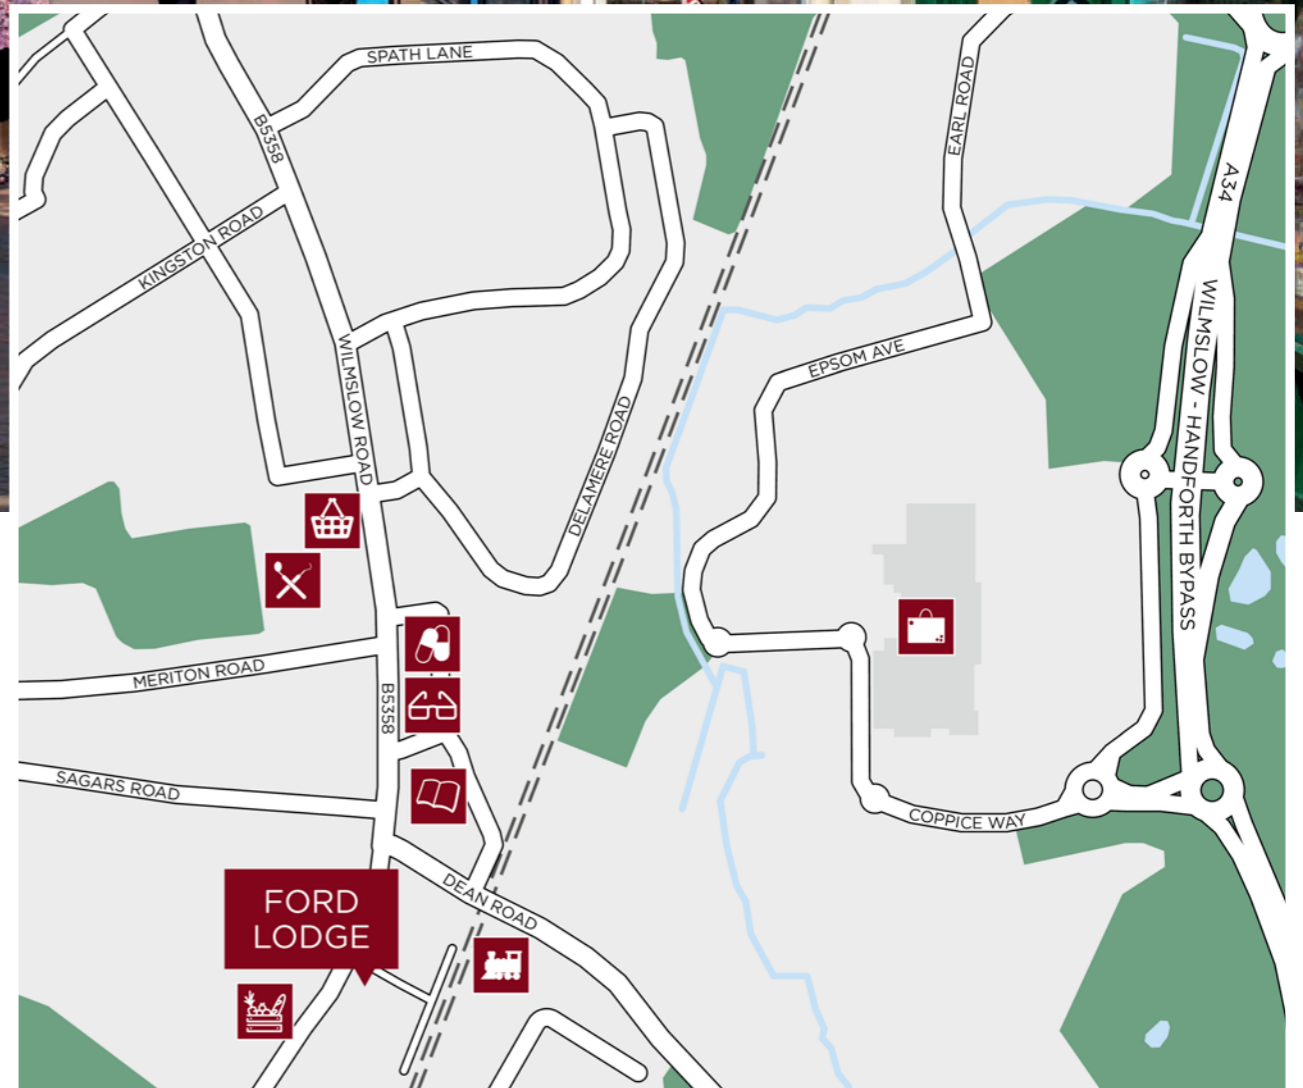 SPATH LANE
B5358
EARL ROAD
A34
KINGSTON ROAD
WILMSLOW ROAD
EPSOM AVE
WILMSLOW - HANDFORTH BYPASS
DELAMERE ROAD
MERITON ROAD
B5358
SAGARS ROAD
COPPICE WAY
DEAN ROAD
FORD
LODGE